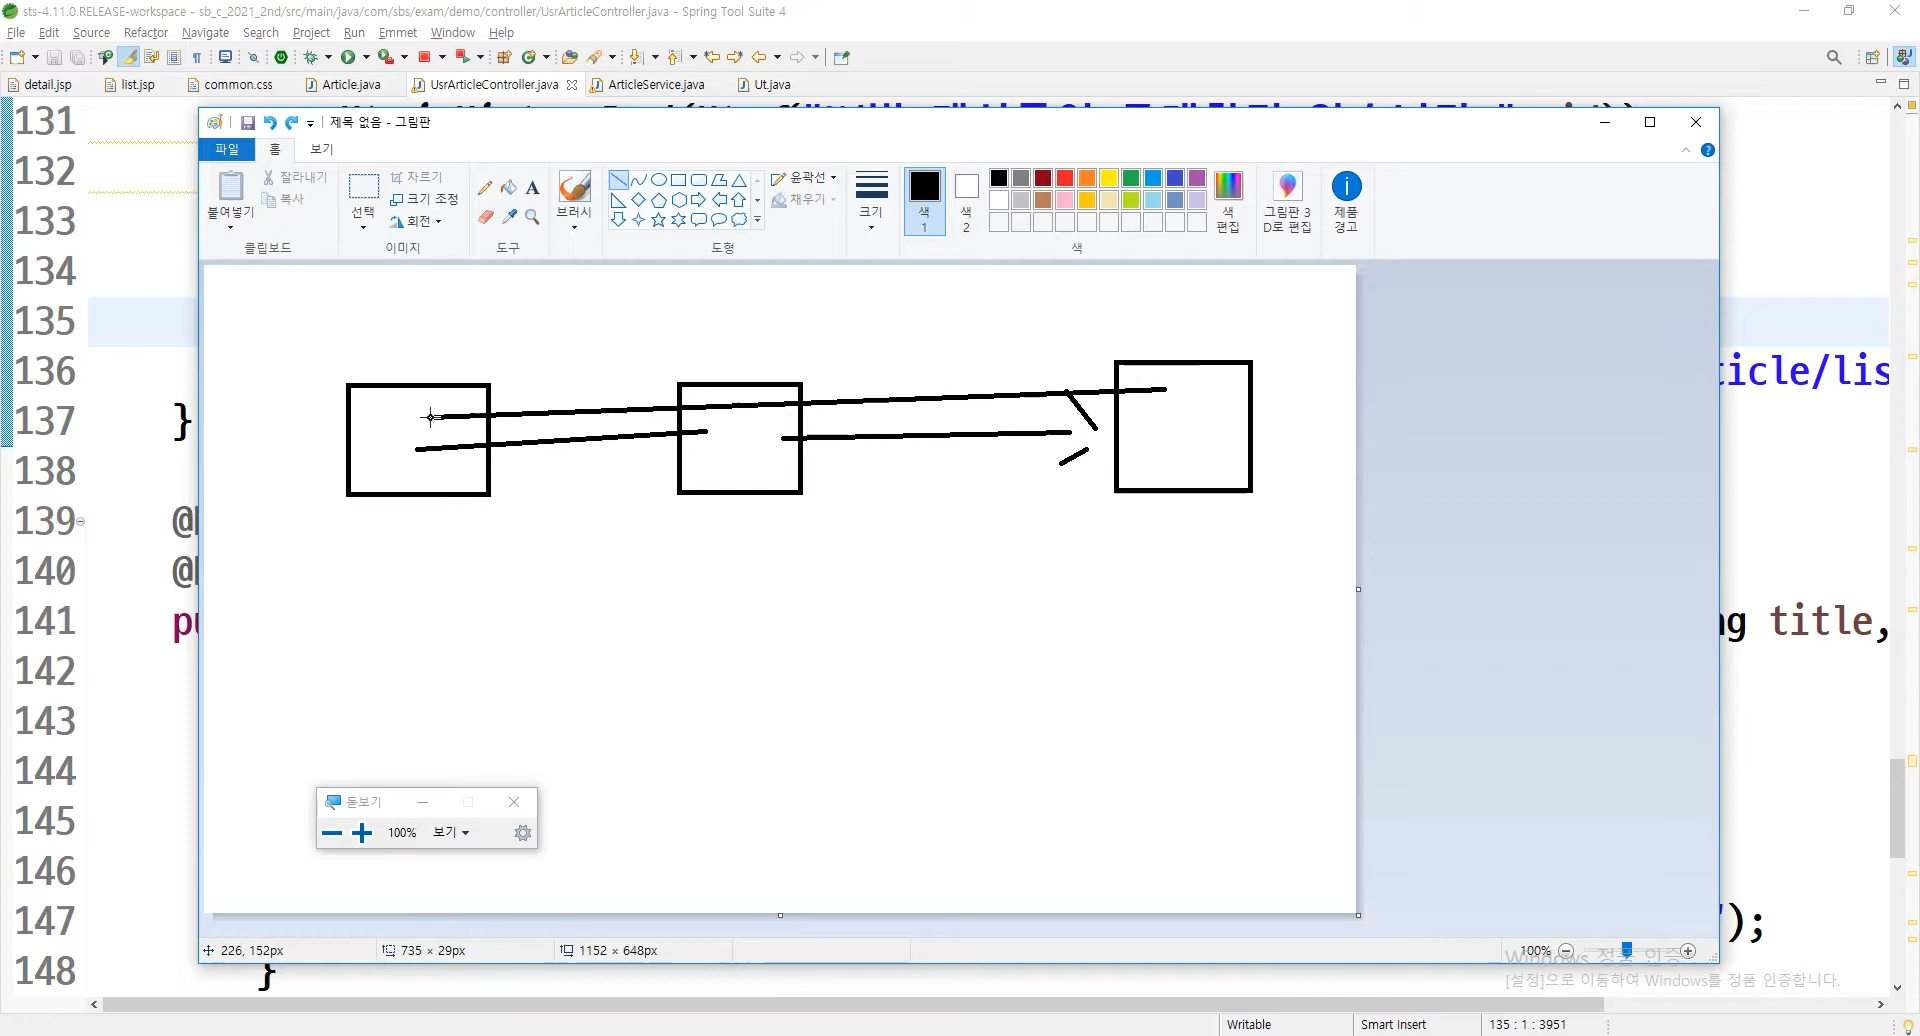 sts-4.11.0.RELEASE-workspace - sb_c_2021_2nd/src/main/java/com/sbs/exam/demo/controller/UsrArticleController.java - Spring Tool Suite 4
File Edit Source Refactor Navigate Search Project Run Emmet Window Help
detail.jsp list.jsp common.css Article.java UsrArticleController.java ArticleService.java Ut.java
제목 없음 - 그림판
파일 홈 보기
붙여넣기 잘라내기 복사
클립보드
선택 자르기 크기 조정 회전
이미지
도구
브러시
윤곽선 채우기
도형
크기
색 1
색 2
색 편집
색
그림판 3D로 편집
제품 경고
131
132
133
134
135
136 ticle/lis
137 }
138
139 @
140 @
141 pu g title,
142
143
144
145
146
147 );
148 }
돋보기
100% 보기
226, 152px 735 × 29px 1152 × 648px 100%
Windows 정품 인증
[설정]으로 이동하여 Windows를 정품 인증합니다.
Writable Smart Insert 135 : 1 : 3951